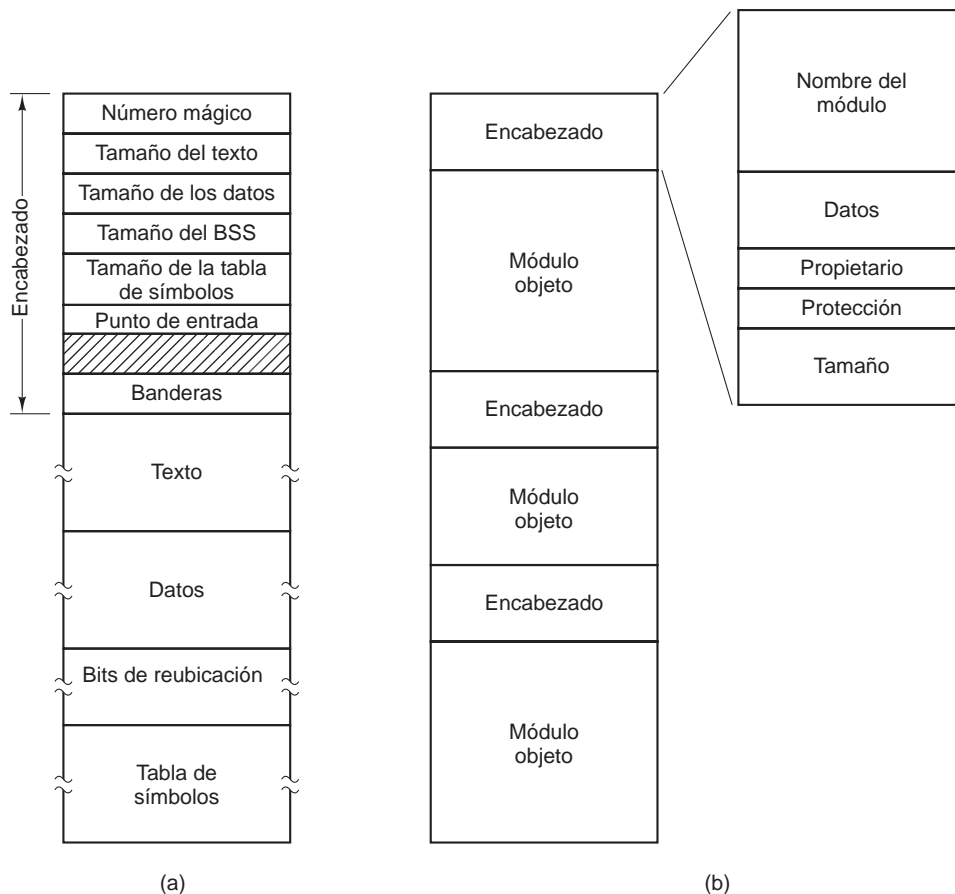 Encabezado
Número mágico
Tamaño del texto
Tamaño de los datos
Tamaño del BSS
Tamaño de la tabla
de símbolos
Punto de entrada
Banderas
Texto
Datos
Bits de reubicación
Tabla de
símbolos
(a)
Encabezado
Módulo
objeto
Encabezado
Módulo
objeto
Encabezado
Módulo
objeto
Nombre del
módulo
Datos
Propietario
Protección
Tamaño
(b)